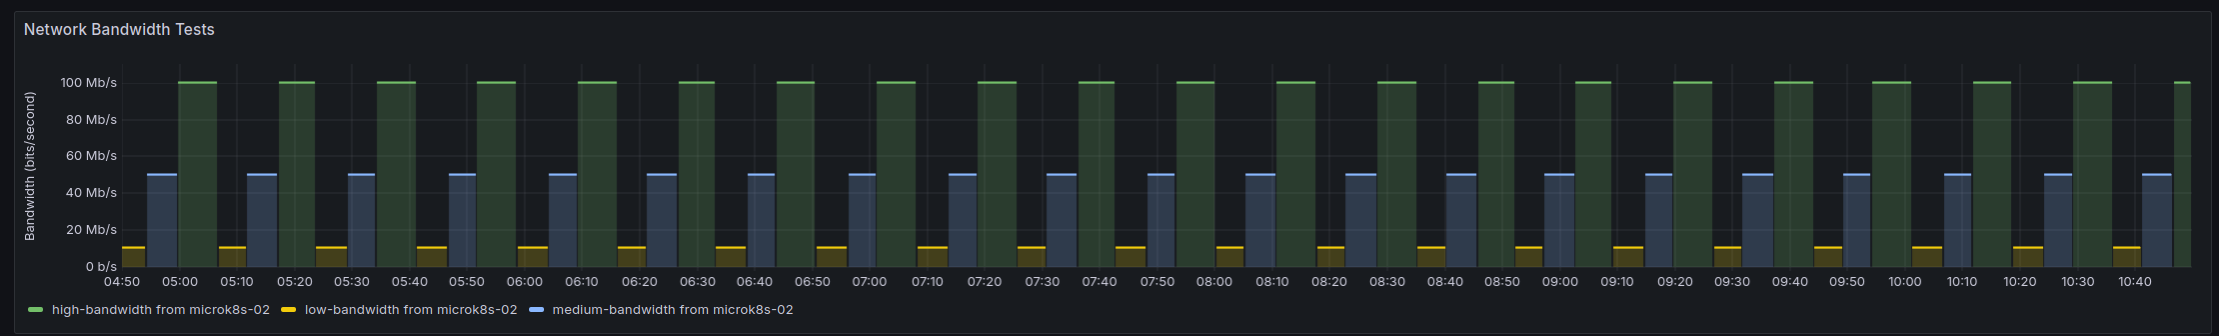 Network Bandwidth Tests
Bandwidth (bits/second)
100 Mb/s
80 Mb/s
60 Mb/s
40 Mb/s
20 Mb/s
0 b/s
04:50 05:00 05:10 05:20 05:30 05:40 05:50 06:00 06:10 06:20 06:30 06:40 06:50 07:00 07:10 07:20 07:30 07:40 07:50 08:00 08:10 08:20 08:30 08:40 08:50 09:00 09:10 09:20 09:30 09:40 09:50 10:00 10:10 10:20 10:30 10:40
high-bandwidth from microk8s-02 low-bandwidth from microk8s-02 medium-bandwidth from microk8s-02